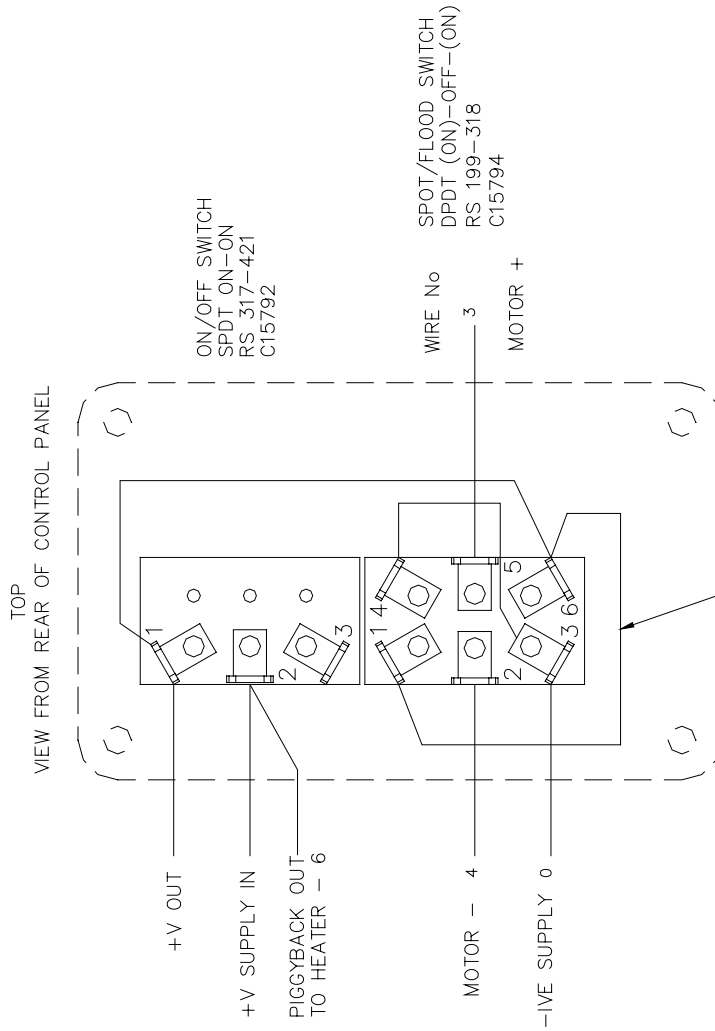 TOP
VIEW FROM REAR OF CONTROL PANEL
ON/OFF SWITCH
SPDT ON-ON
RS 317-421
C15792
+V OUT
+V SUPPLY IN
PIGGYBACK OUT
TO HEATER - 6
1
2
3
SPOT/FLOOD SWITCH
DPDT (ON)-OFF-(ON)
RS 199-318
C15794
WIRE No
3
MOTOR +
MOTOR - 4
-IVE SUPPLY 0
1
4
2
5
3
6